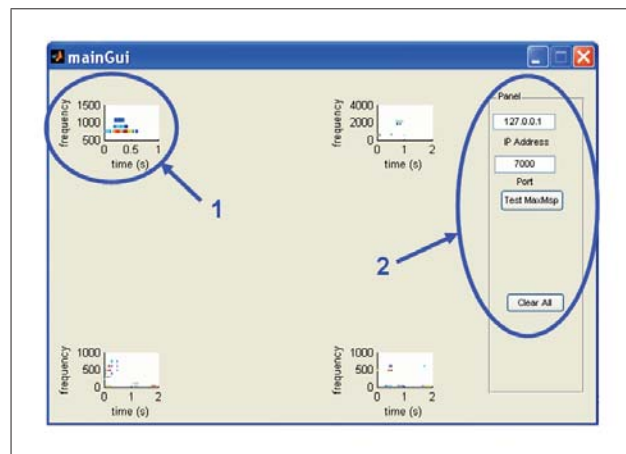 mainGui
1500
1000
500
frequency
0 0.5 1
time (s)
1
4000
2000
0
frequency
0 1 2
time (s)
Panel
127.0.0.1
IP Address
7000
Port
Test MaxMsp
2
Clear All
1000
500
0
frequency
0 1 2
time (s)
1000
500
0
frequency
0 1 2
time (s)